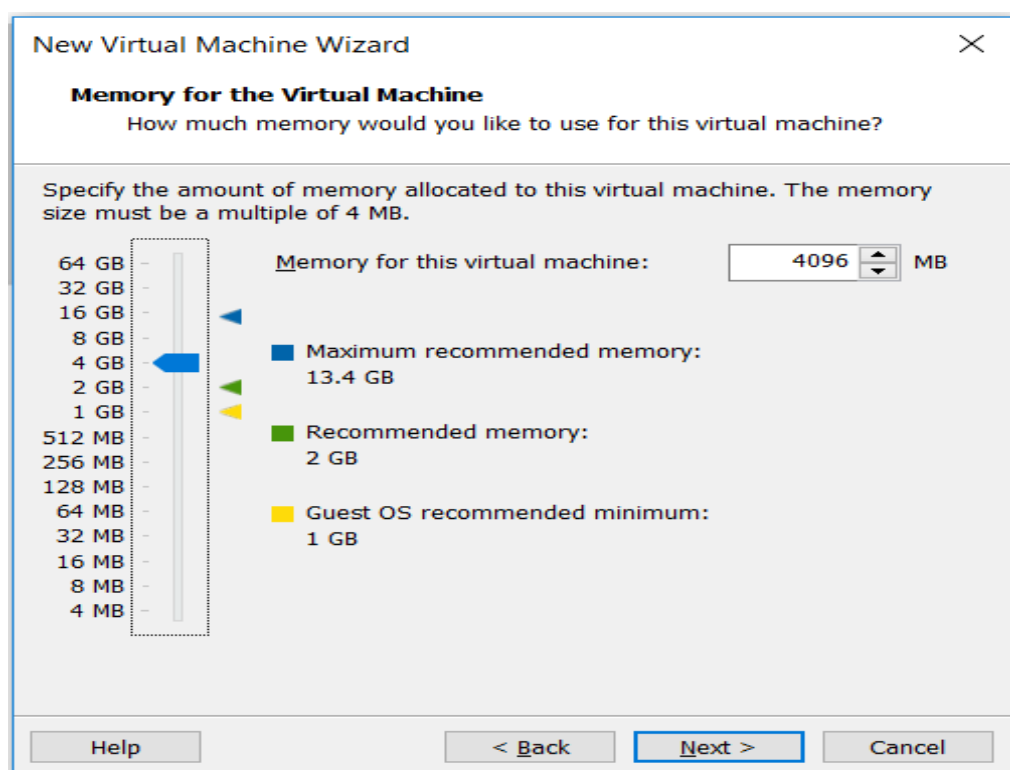 New Virtual Machine Wizard
Memory for the Virtual Machine
How much memory would you like to use for this virtual machine?
Specify the amount of memory allocated to this virtual machine. The memory
size must be a multiple of 4 MB.
64 GB
32 GB
16 GB
8 GB
4 GB
2 GB
1 GB
512 MB
256 MB
128 MB
64 MB
32 MB
16 MB
8 MB
4 MB
Memory for this virtual machine: 4096 MB
Maximum recommended memory:
13.4 GB
Recommended memory:
2 GB
Guest OS recommended minimum:
1 GB
Help < Back Next > Cancel